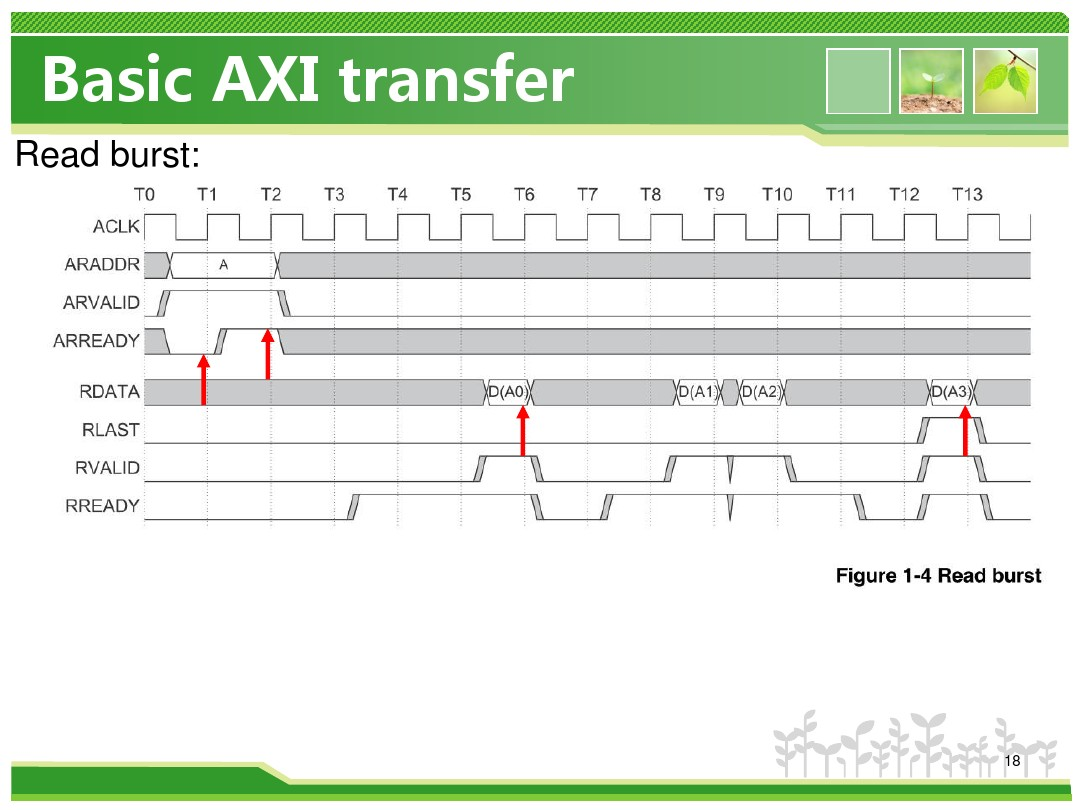 Basic AXI transfer
Read burst:
T0 T1 T2 T3 T4 T5 T6 T7 T8 T9 T10 T11 T12 T13
ACLK
ARADDR A
ARVALID
ARREADY
RDATA D(A0) D(A1) D(A2) D(A3)
RLAST
RVALID
RREADY
Figure 1-4 Read burst
18